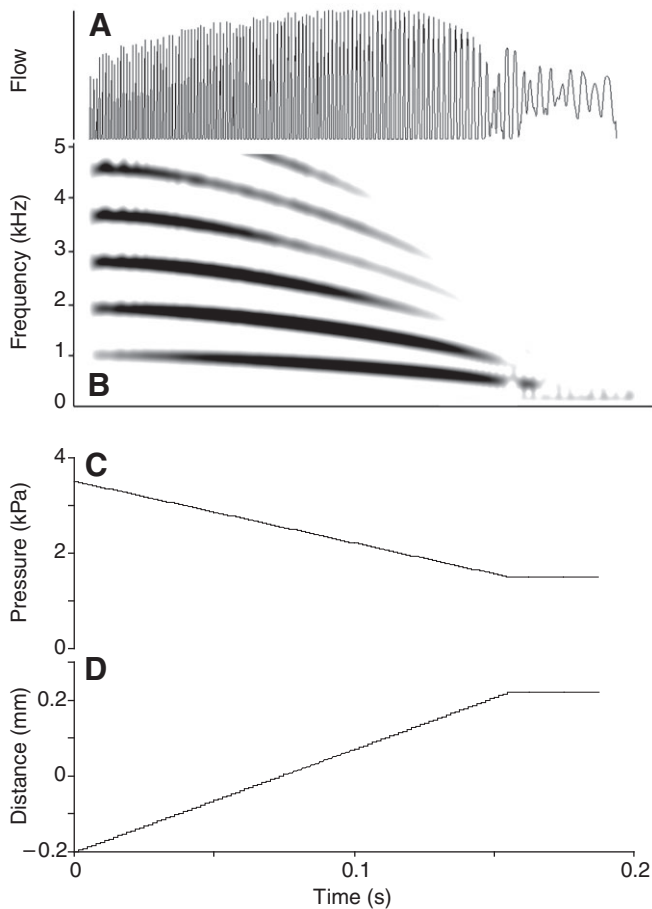 A
Flow
5
4
3
2
1
0
Frequency (kHz)
B
C
4
2
0
Pressure (kPa)
D
0.2
0
−0.2
Distance (mm)
0
0.1
0.2
Time (s)